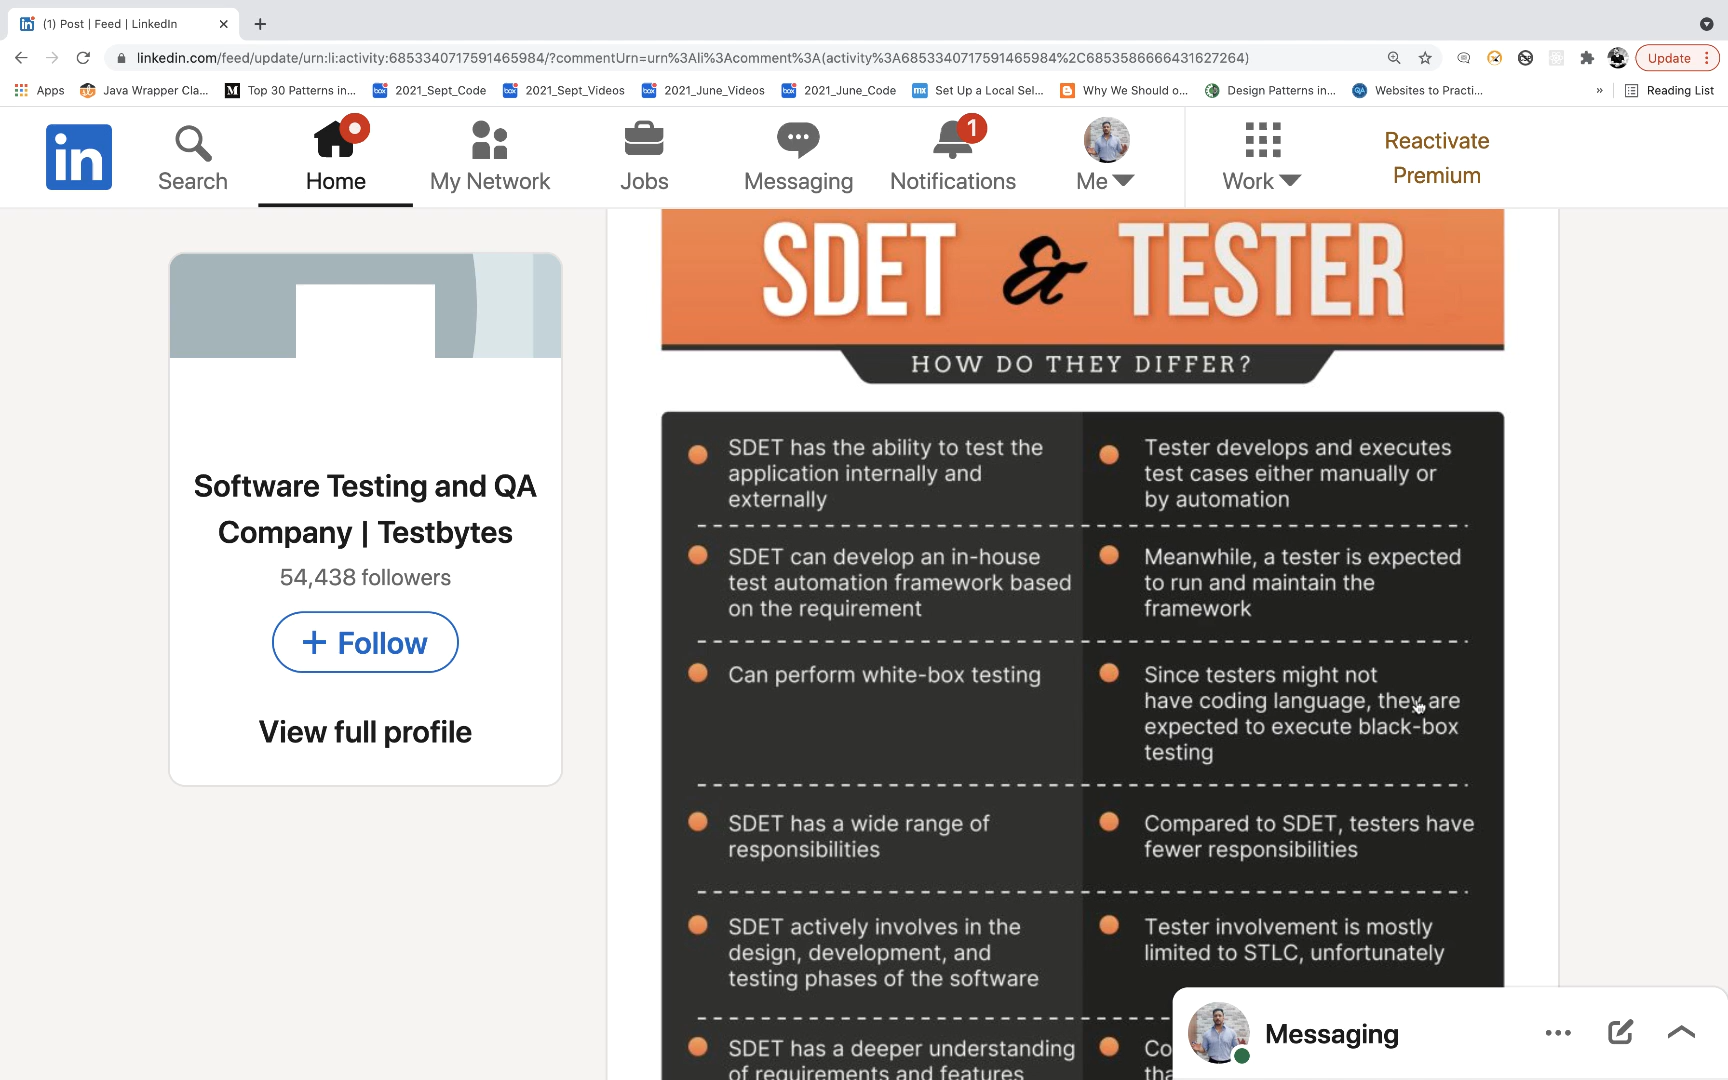 (1) Post | Feed | LinkedIn
linkedin.com/feed/update/urn:li:activity:6853340717591465984/?commentUrn=urn%3Ali%3Acomment%3A(activity%3A6853340717591465984%2C6853586666431627264)
Update
Apps
Java Wrapper Cla...
Top 30 Patterns in...
2021_Sept_Code
2021_Sept_Videos
2021_June_Videos
2021_June_Code
Set Up a Local Sel...
Why We Should o...
Design Patterns in...
Websites to Practi...
»
Reading List
in
Search
Home
My Network
Jobs
Messaging
1
Notifications
Me
Work
Reactivate
Premium
Software Testing and QA
Company | Testbytes
54,438 followers
+ Follow
View full profile
SDET & TESTER
HOW DO THEY DIFFER?
SDET has the ability to test the
application internally and
externally
Tester develops and executes
test cases either manually or
by automation
SDET can develop an in-house
test automation framework based
on the requirement
Meanwhile, a tester is expected
to run and maintain the
framework
Can perform white-box testing
Since testers might not
have coding language, they are
expected to execute black-box
testing
SDET has a wide range of
responsibilities
Compared to SDET, testers have
fewer responsibilities
SDET actively involves in the
design, development, and
testing phases of the software
Tester involvement is mostly
limited to STLC, unfortunately
SDET has a deeper understanding
of requirements and features
Messaging